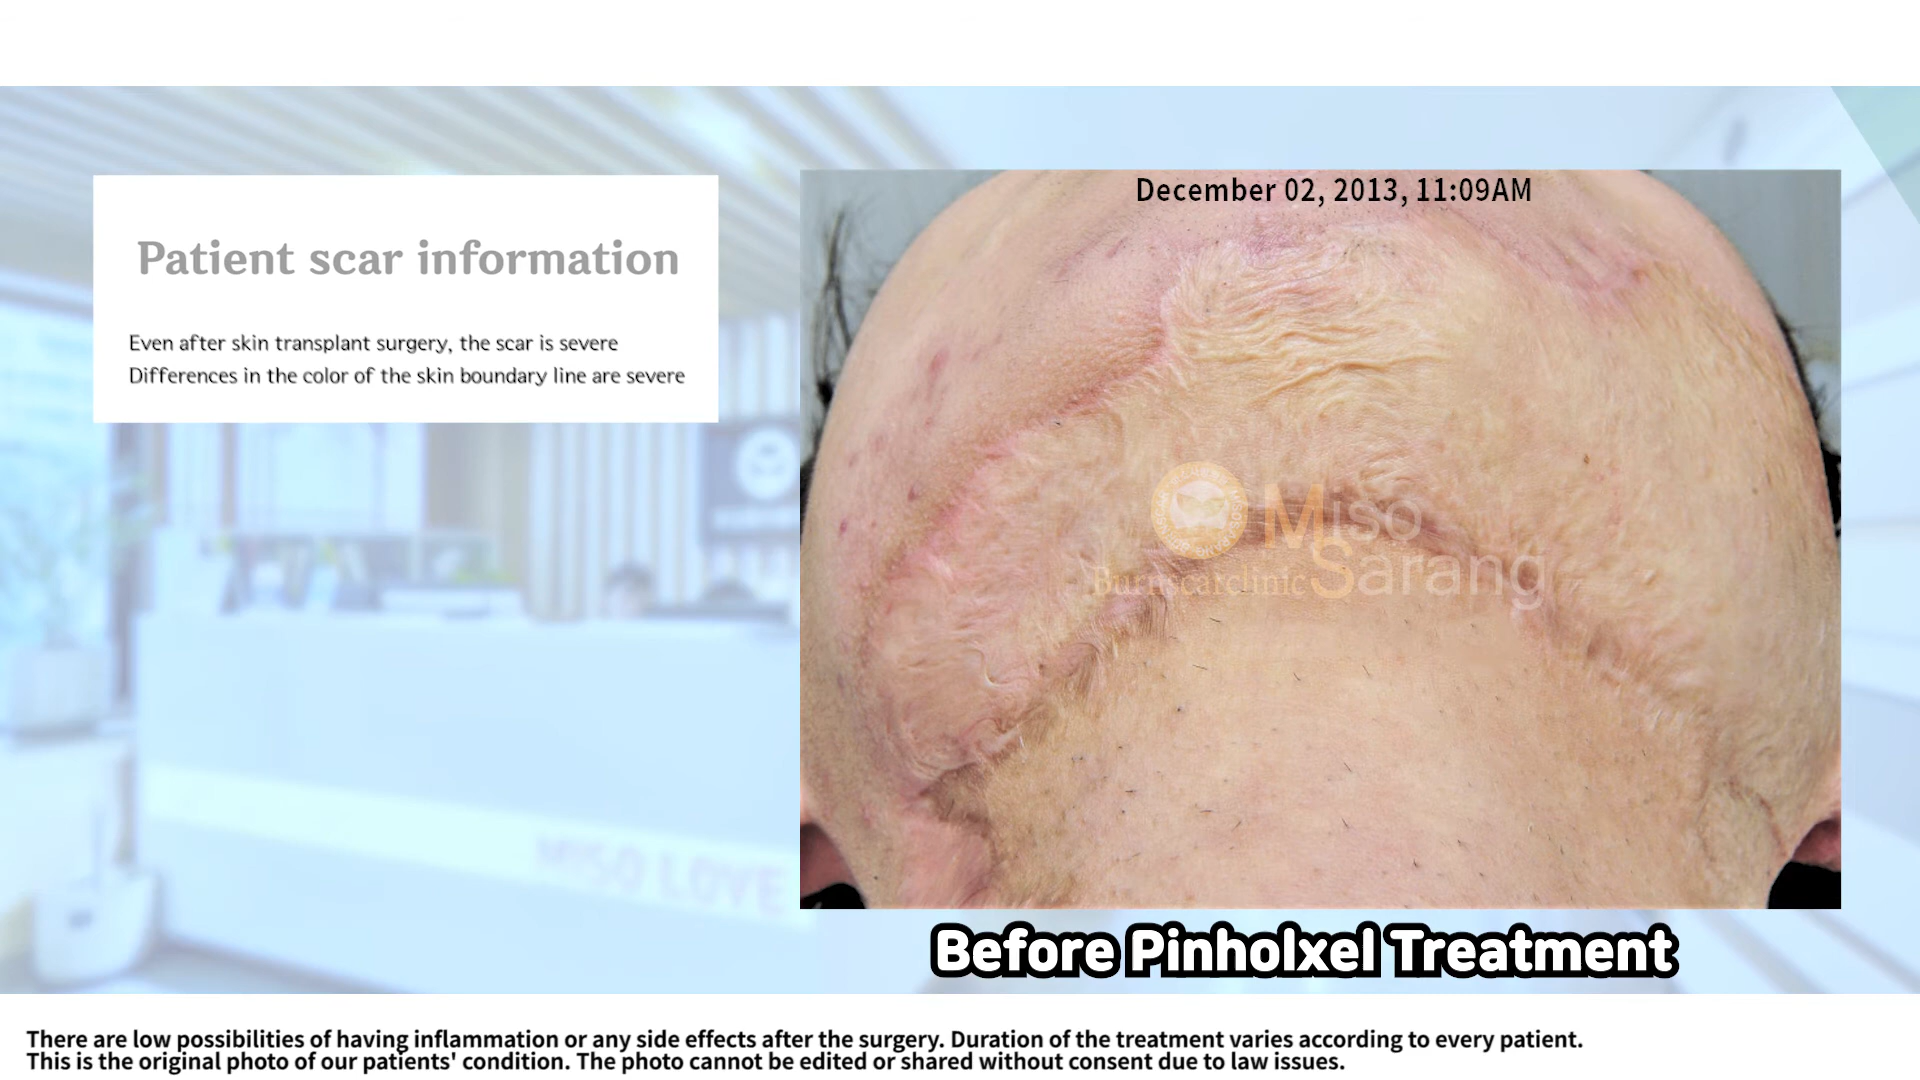 Patient scar information
Even after skin transplant surgery, the scar is severe
Differences in the color of the skin boundary line are severe
December 02, 2013, 11:09AM
Miso
Burnscarclinic Sarang
MISO LOVE
Before Pinholxel Treatment
There are low possibilities of having inflammation or any side effects after the surgery. Duration of the treatment varies according to every patient.
This is the original photo of our patients' condition. The photo cannot be edited or shared without consent due to law issues.